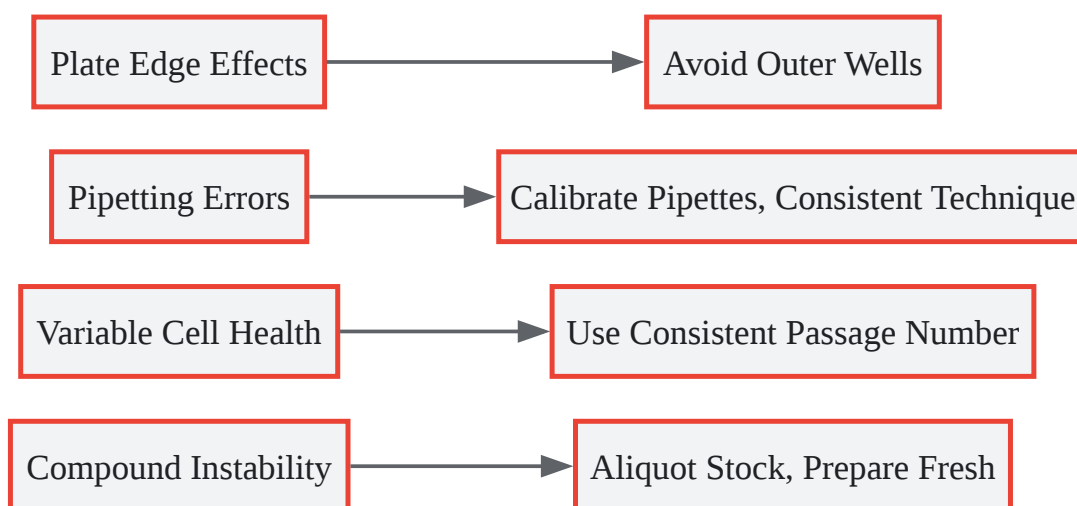 Plate Edge Effects
Avoid Outer Wells
Pipetting Errors
Calibrate Pipettes, Consistent Technique
Variable Cell Health
Use Consistent Passage Number
Compound Instability
Aliquot Stock, Prepare Fresh